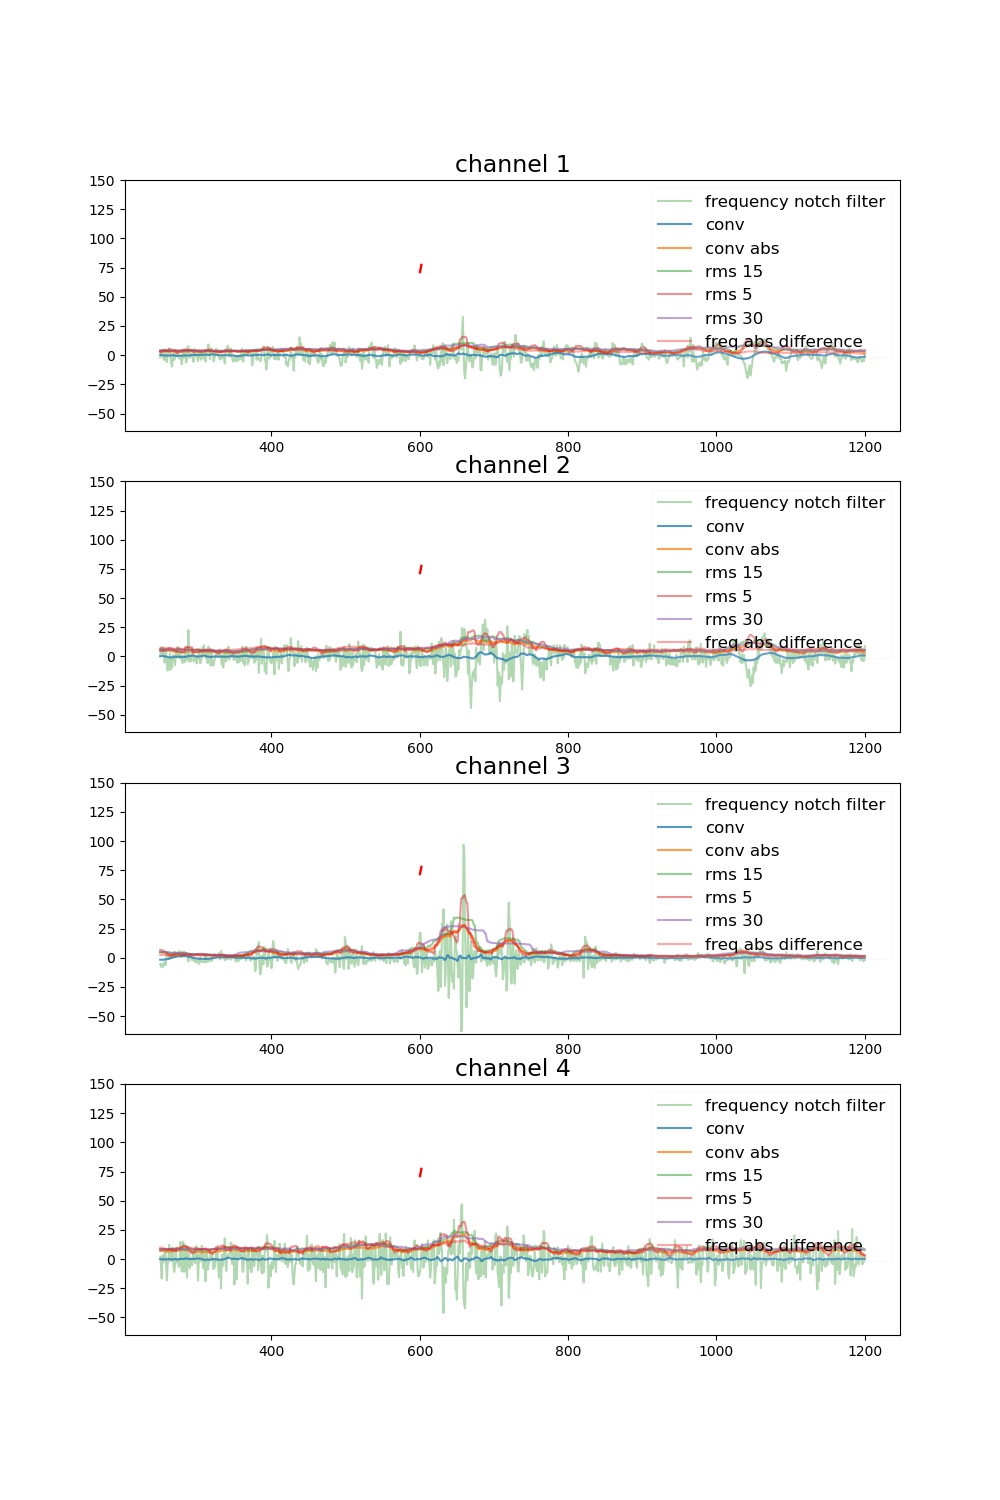 channel 1
150
125
100
75
50
25
0
−25
−50
frequency notch filter
conv
conv abs
rms 15
rms 5
rms 30
freq abs difference
400 600 800 1000 1200
channel 2
150
125
100
75
50
25
0
−25
−50
frequency notch filter
conv
conv abs
rms 15
rms 5
rms 30
freq abs difference
400 600 800 1000 1200
channel 3
150
125
100
75
50
25
0
−25
−50
frequency notch filter
conv
conv abs
rms 15
rms 5
rms 30
freq abs difference
400 600 800 1000 1200
channel 4
150
125
100
75
50
25
0
−25
−50
frequency notch filter
conv
conv abs
rms 15
rms 5
rms 30
freq abs difference
400 600 800 1000 1200